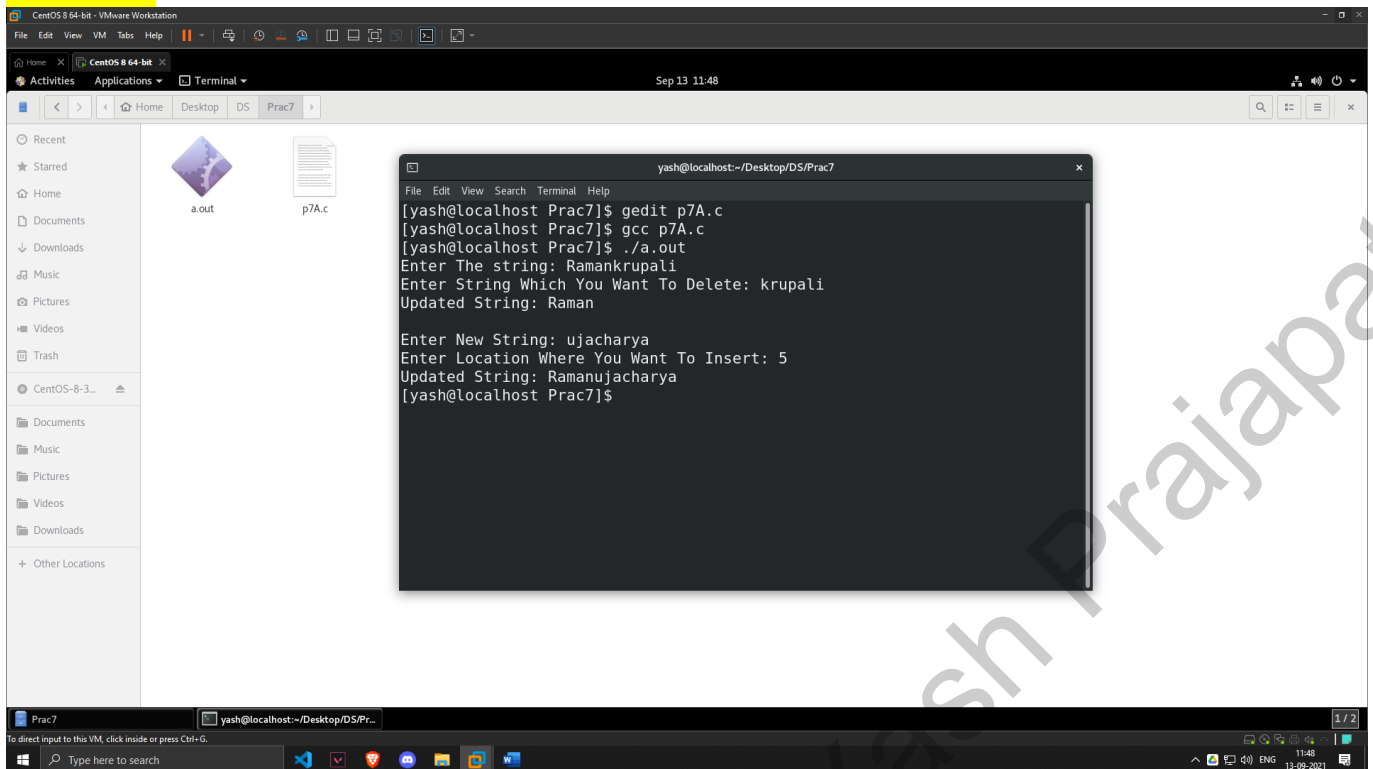 CentOS 8 64-bit - VMware Workstation
File Edit View VM Tabs Help
Home CentOS 8 64-bit
Activities Applications Terminal Sep 13 11:48
Home Desktop DS Prac7
Recent
Starred
Home
Documents
Downloads
Music
Pictures
Videos
Trash
CentOS-8-3...
Documents
Music
Pictures
Videos
Downloads
+ Other Locations
a.out p7A.c
yash@localhost:~/Desktop/DS/Prac7
File Edit View Search Terminal Help
[yash@localhost Prac7]$ gedit p7A.c
[yash@localhost Prac7]$ gcc p7A.c
[yash@localhost Prac7]$ ./a.out
Enter The string: Ramankrupali
Enter String Which You Want To Delete: krupali
Updated String: Raman
Enter New String: ujacharya
Enter Location Where You Want To Insert: 5
Updated String: Ramanujacharya
[yash@localhost Prac7]$
Yash Prajapa
Prac7 yash@localhost:~/Desktop/DS/Pr... 1 / 2
To direct input to this VM, click inside or press Ctrl+G.
Type here to search ENG 11:48
13-09-2021